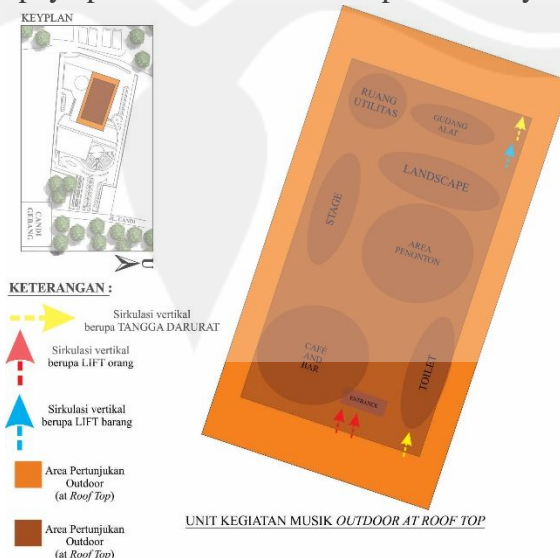 KEYPLAN
JL. CANDI
CANDI
GEBANG
U
KETERANGAN :
Sirkulasi vertikal
berupa TANGGA DARURAT
Sirkulasi vertikal
berupa LIFT orang
Sirkulasi vertikal
berupa LIFT barang
Area Pertunjukan
Outdoor
(at Roof Top)
Area Pertunjukan
Outdoor
(at Roof Top)
RUANG
UTILITAS
GUDANG
ALAT
LANDSCAPE
STAGE
AREA
PENONTON
CAFÉ
AND
BAR
TOILET
ENTRANCE
UNIT KEGIATAN MUSIK OUTDOOR AT ROOF TOP